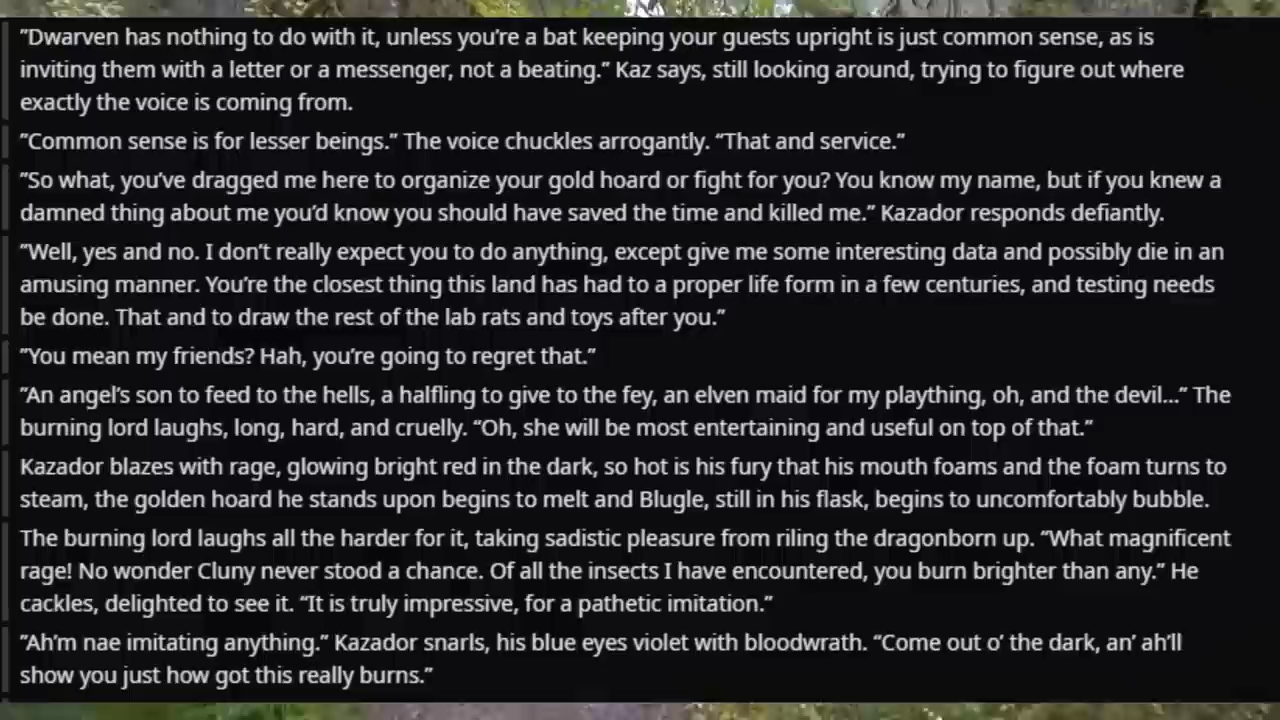 ”Dwarven has nothing to do with it, unless you’re a bat keeping your guests upright is just common sense, as is
inviting them with a letter or a messenger, not a beating.” Kaz says, still looking around, trying to figure out where
exactly the voice is coming from.
”Common sense is for lesser beings.” The voice chuckles arrogantly. “That and service.”
”So what, you’ve dragged me here to organize your gold hoard or fight for you? You know my name, but if you knew a
damned thing about me you’d know you should have saved the time and killed me.” Kazador responds defiantly.
”Well, yes and no. I don’t really expect you to do anything, except give me some interesting data and possibly die in an
amusing manner. You’re the closest thing this land has had to a proper life form in a few centuries, and testing needs
be done. That and to draw the rest of the lab rats and toys after you.”
”You mean my friends? Hah, you’re going to regret that.”
”An angel’s son to feed to the hells, a halfling to give to the fey, an elven maid for my plaything, oh, and the devil...” The
burning lord laughs, long, hard, and cruelly. “Oh, she will be most entertaining and useful on top of that.”
Kazador blazes with rage, glowing bright red in the dark, so hot is his fury that his mouth foams and the foam turns to
steam, the golden hoard he stands upon begins to melt and Blugle, still in his flask, begins to uncomfortably bubble.
The burning lord laughs all the harder for it, taking sadistic pleasure from riling the dragonborn up. “What magnificent
rage! No wonder Cluny never stood a chance. Of all the insects I have encountered, you burn brighter than any.” He
cackles, delighted to see it. “It is truly impressive, for a pathetic imitation.”
”Ah’m nae imitating anything.” Kazador snarls, his blue eyes violet with bloodwrath. “Come out o’ the dark, an’ ah’ll
show you just how got this really burns.”